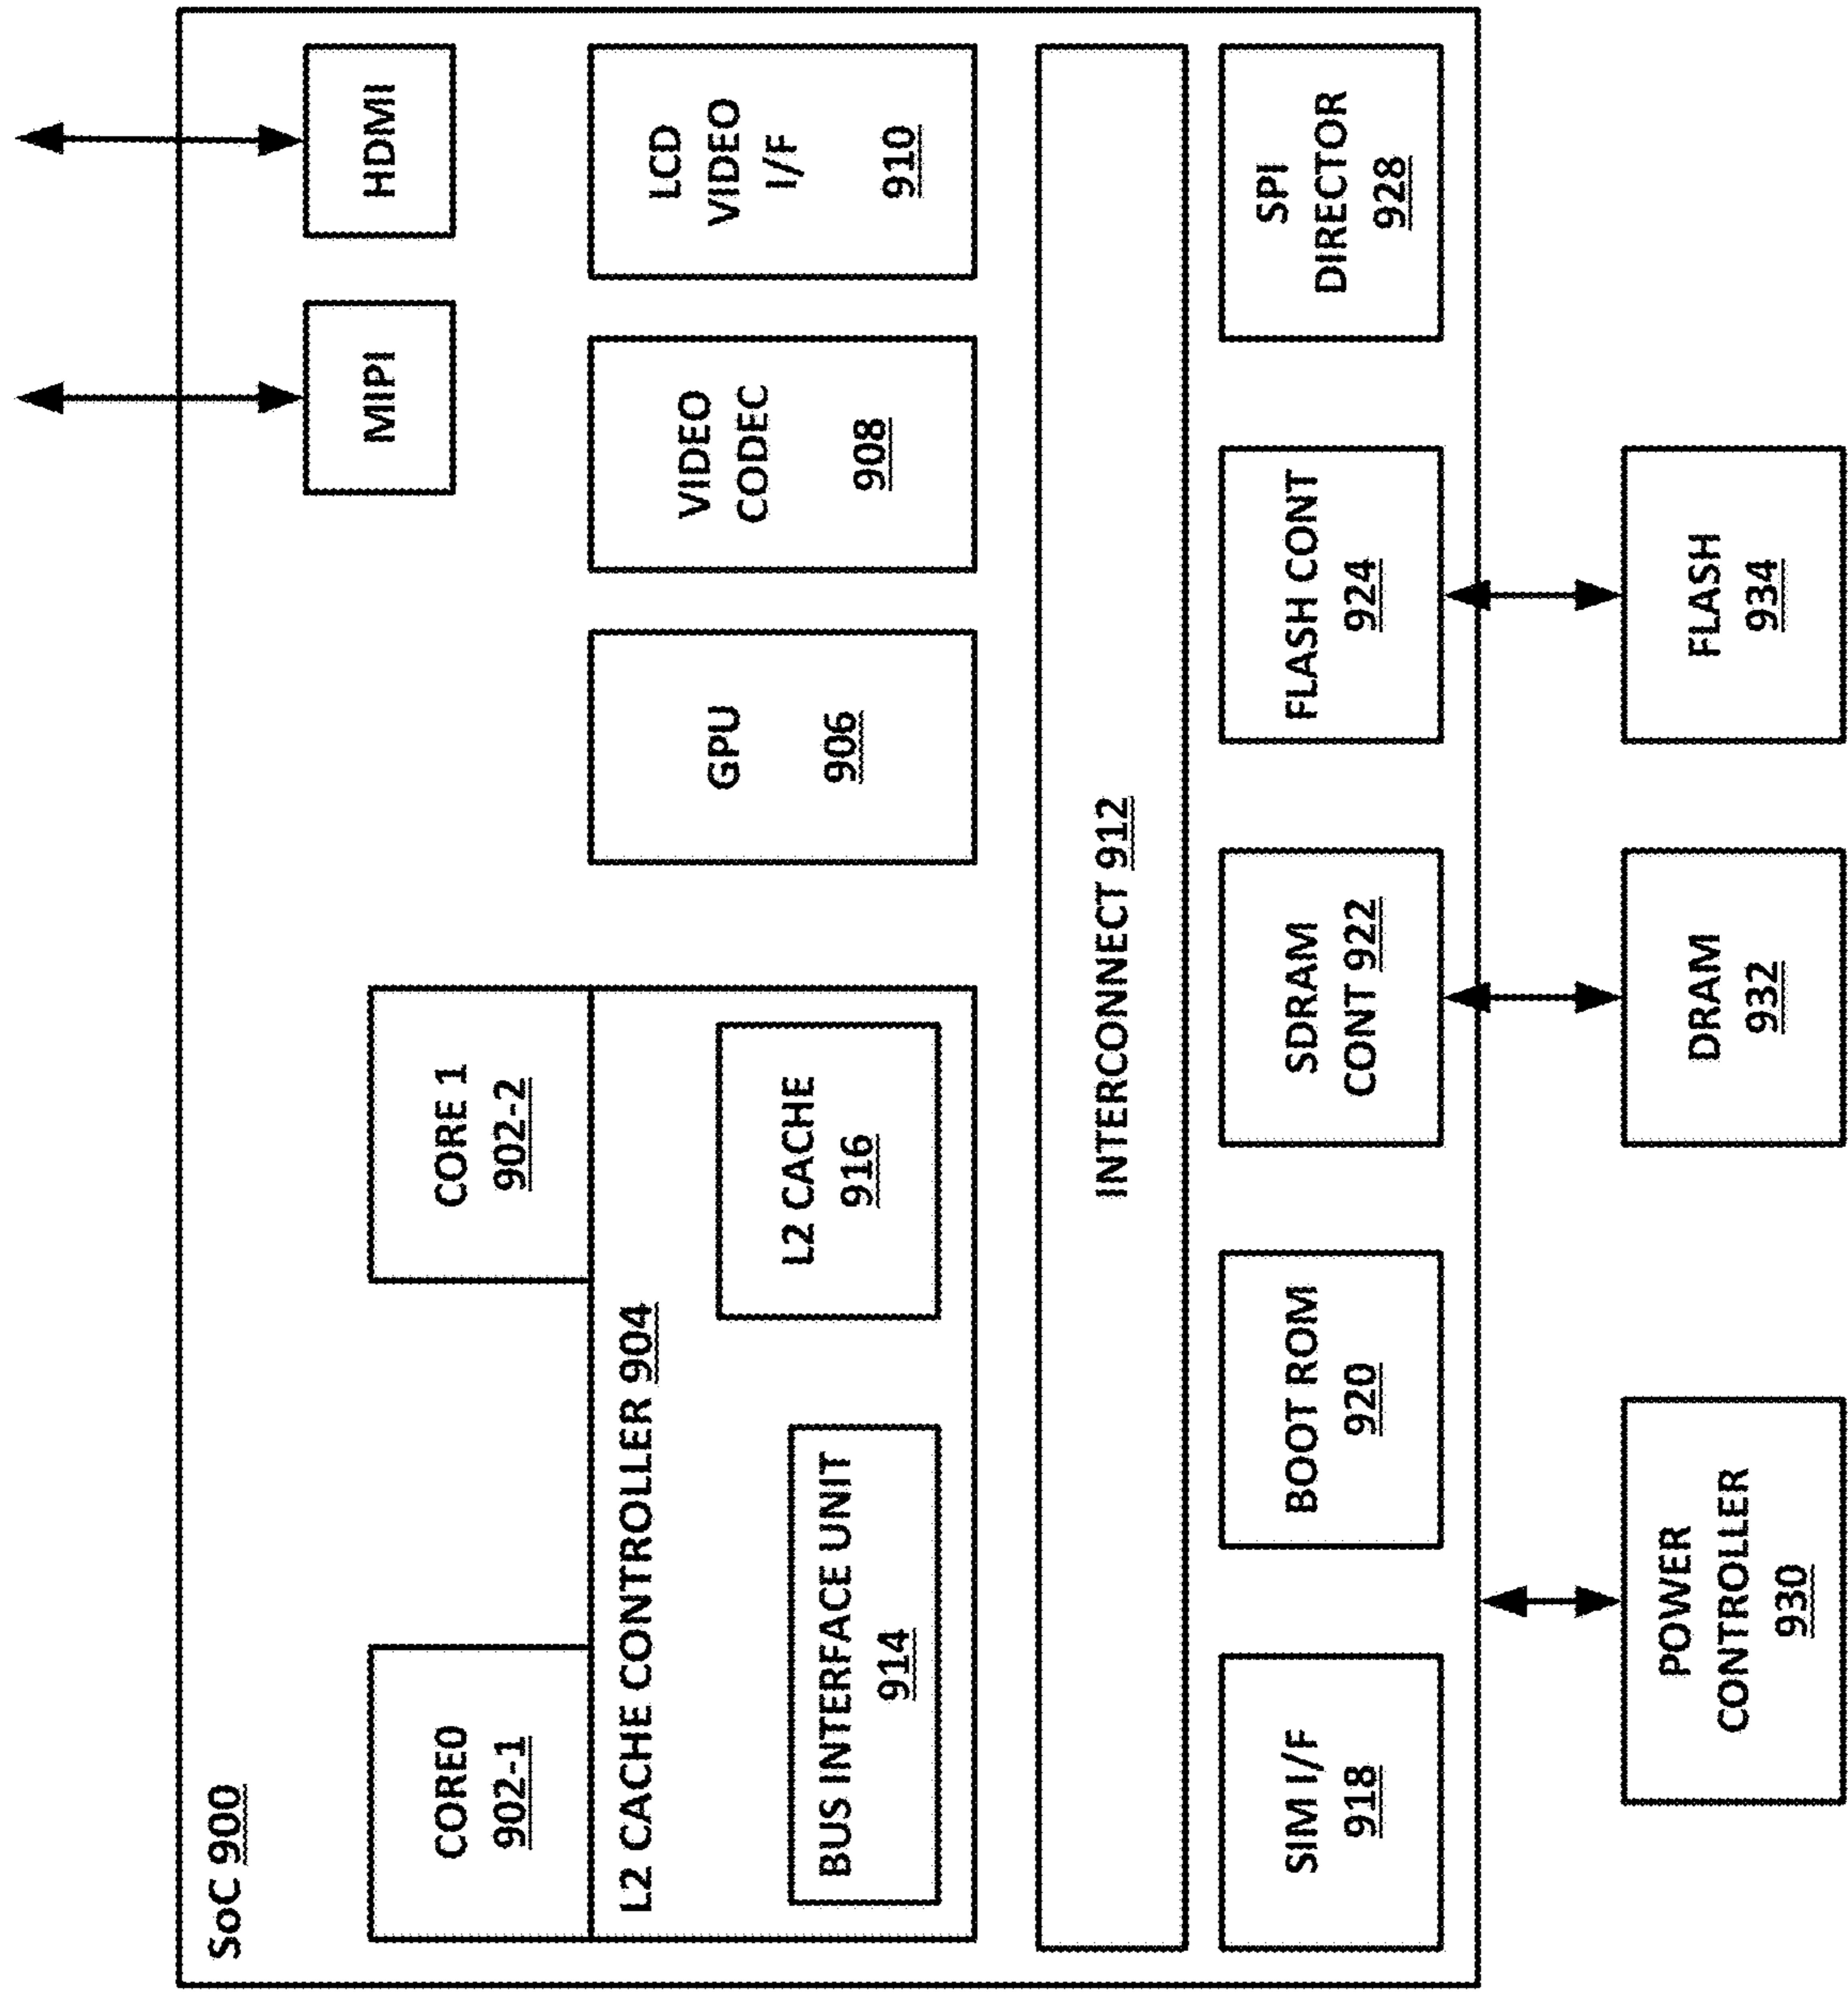 SoC 900
CORE0
902-1
CORE 1
902-2
MIPI
HDMI
L2 CACHE CONTROLLER 904
BUS INTERFACE UNIT
914
L2 CACHE
916
GPU
906
VIDEO
CODEC
908
LCD
VIDEO
I/F
910
INTERCONNECT 912
SIM I/F
918
BOOT ROM
920
SDRAM
CONT 922
FLASH CONT
924
SPI
DIRECTOR
928
POWER
CONTROLLER
930
DRAM
932
FLASH
934